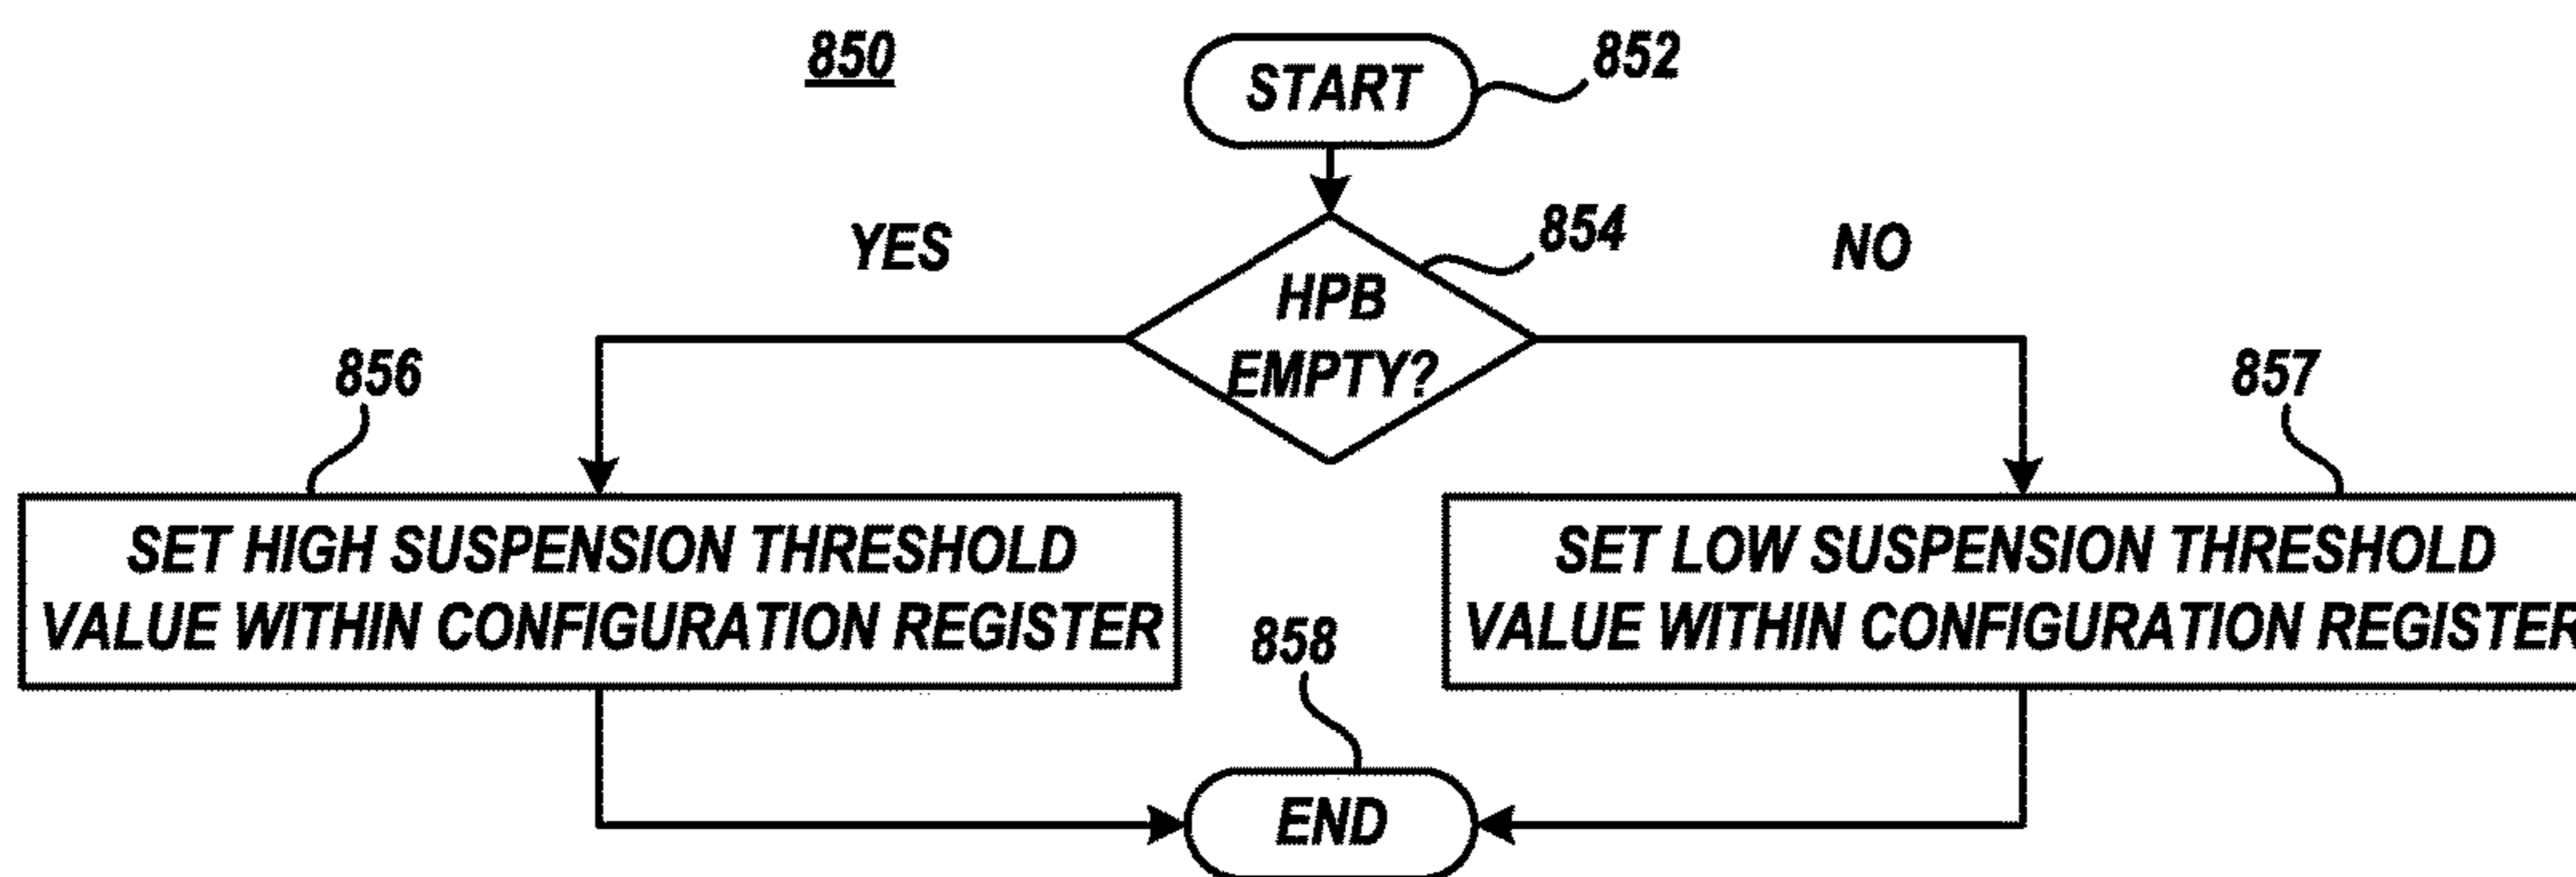 850
START
852
854
YES
NO
HPB
EMPTY?
856
857
SET HIGH SUSPENSION THRESHOLD
VALUE WITHIN CONFIGURATION REGISTER
SET LOW SUSPENSION THRESHOLD
VALUE WITHIN CONFIGURATION REGISTER
858
END